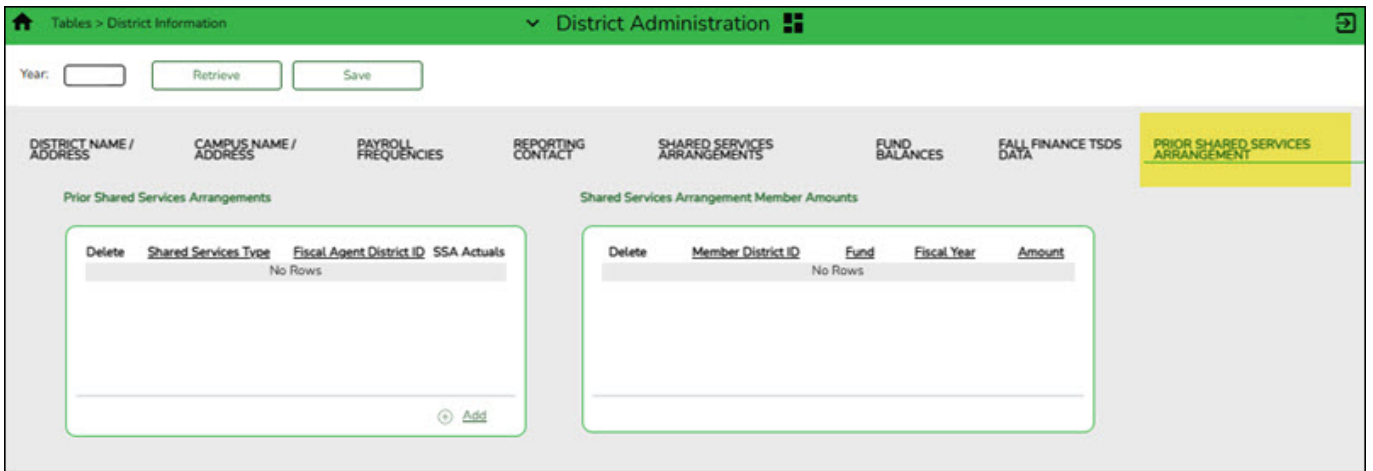 Tables > District Information
District Administration
Year:
Retrieve
Save
DISTRICT NAME /
ADDRESS
CAMPUS NAME /
ADDRESS
PAYROLL
FREQUENCIES
REPORTING
CONTACT
SHARED SERVICES
ARRANGEMENTS
FUND
BALANCES
FALL FINANCE TSDS
DATA
PRIOR SHARED SERVICES
ARRANGEMENT
Prior Shared Services Arrangements
Delete Shared Services Type Fiscal Agent District ID SSA Actuals
No Rows
Add
Shared Services Arrangement Member Amounts
Delete Member District ID Fund Fiscal Year Amount
No Rows